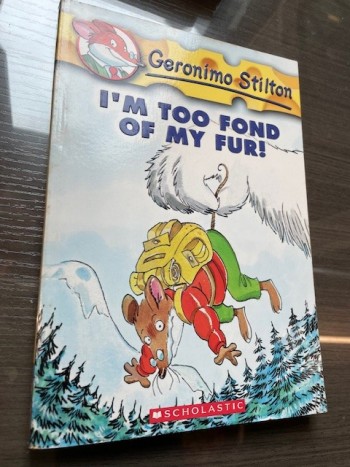 Geronimo Stilton
I'M TOO FOND
OF MY FUR!
SCHOLASTIC